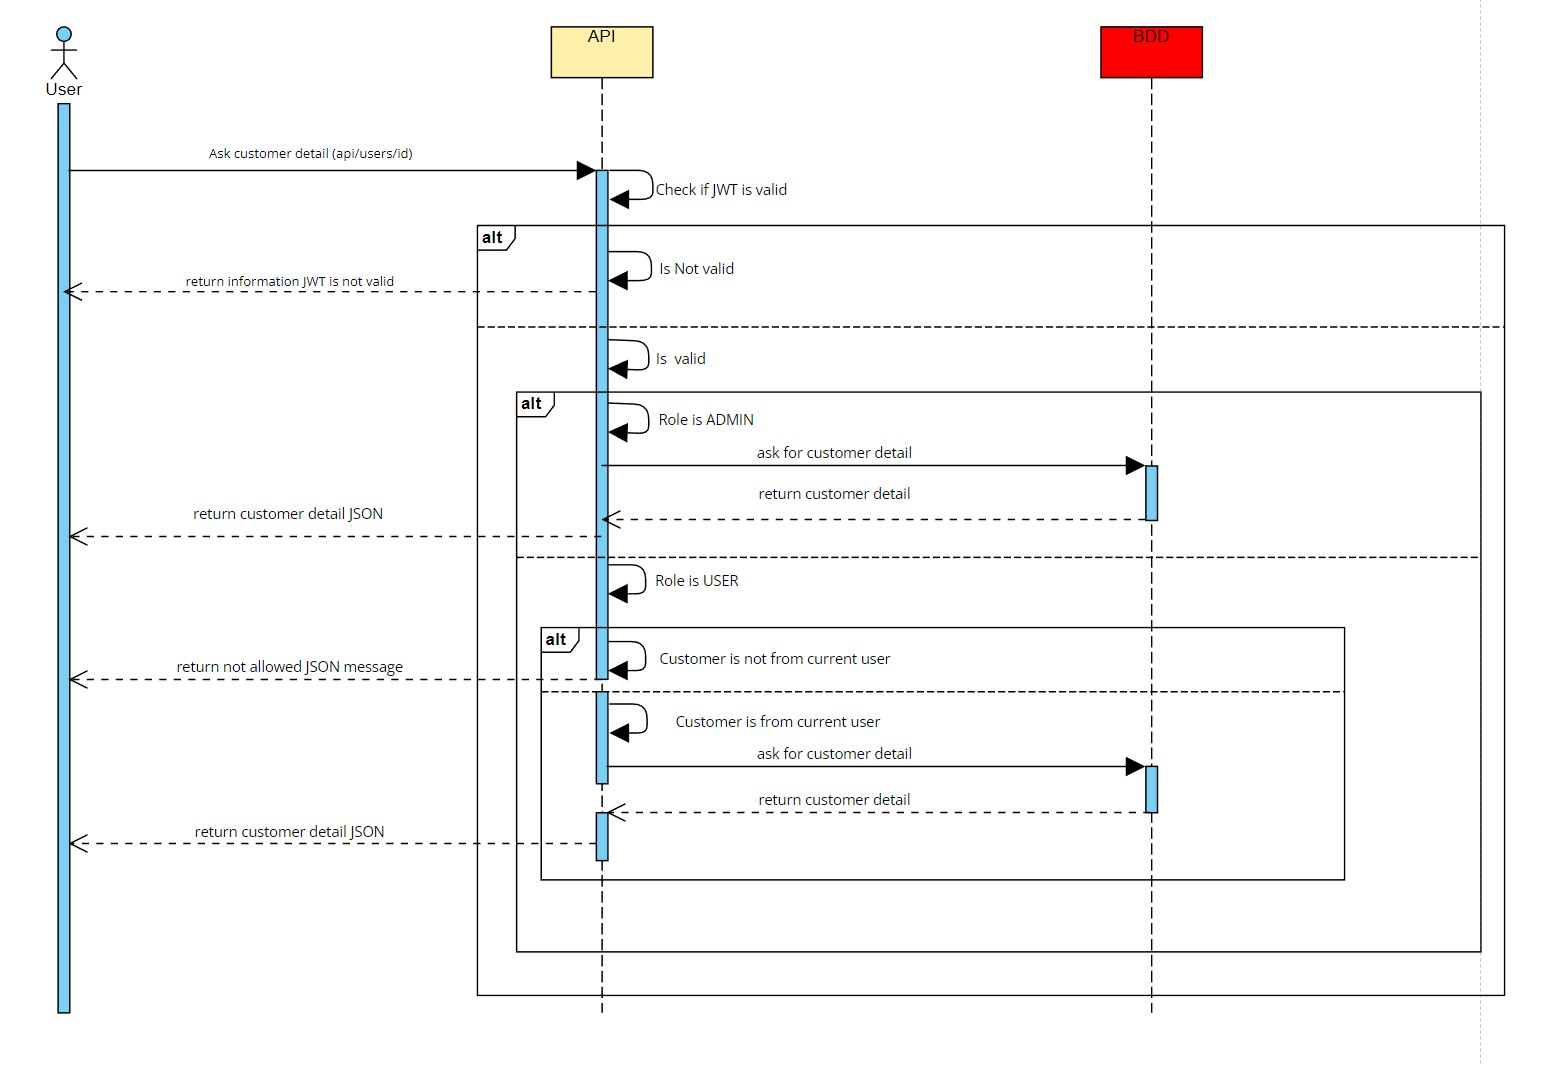 API
BDD
User
Ask customer detail (api/users/id)
Check if JWT is valid
alt
Is Not valid
return information JWT is not valid
Is  valid
alt
Role is ADMIN
ask for customer detail
return customer detail
return customer detail JSON
Role is USER
alt
Customer is not from current user
return not allowed JSON message
Customer is from current user
ask for customer detail
return customer detail
return customer detail JSON